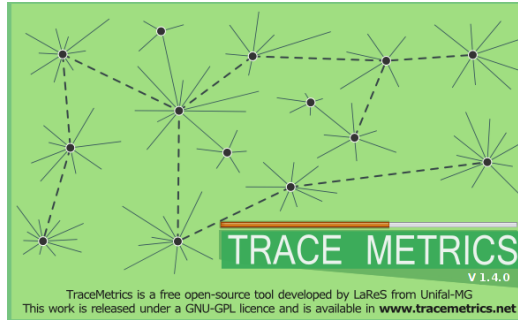 TRACE METRICS
V 1.4.0
TraceMetrics is a free open-source tool developed by LaReS from Unifal-MG
This work is released under a GNU-GPL licence and is available in www.tracemetrics.net